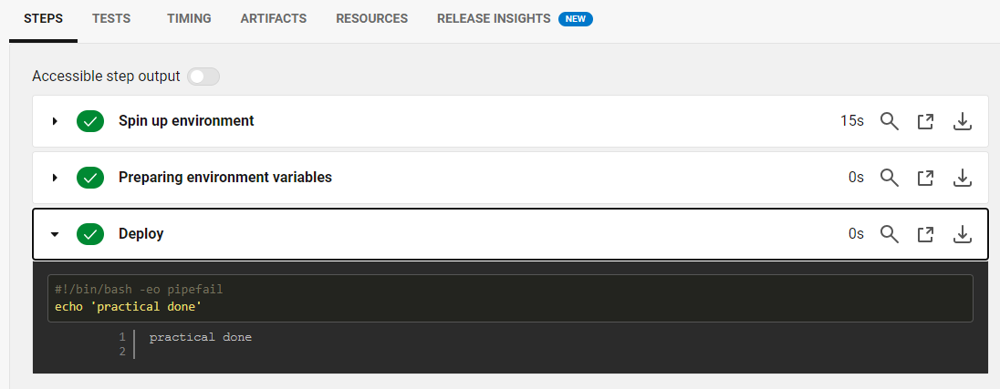 STEPS TESTS TIMING ARTIFACTS RESOURCES RELEASE INSIGHTS NEW
Accessible step output
Spin up environment 15s
Preparing environment variables 0s
Deploy 0s
#!/bin/bash -eo pipefail
echo 'practical done'
1 practical done
2